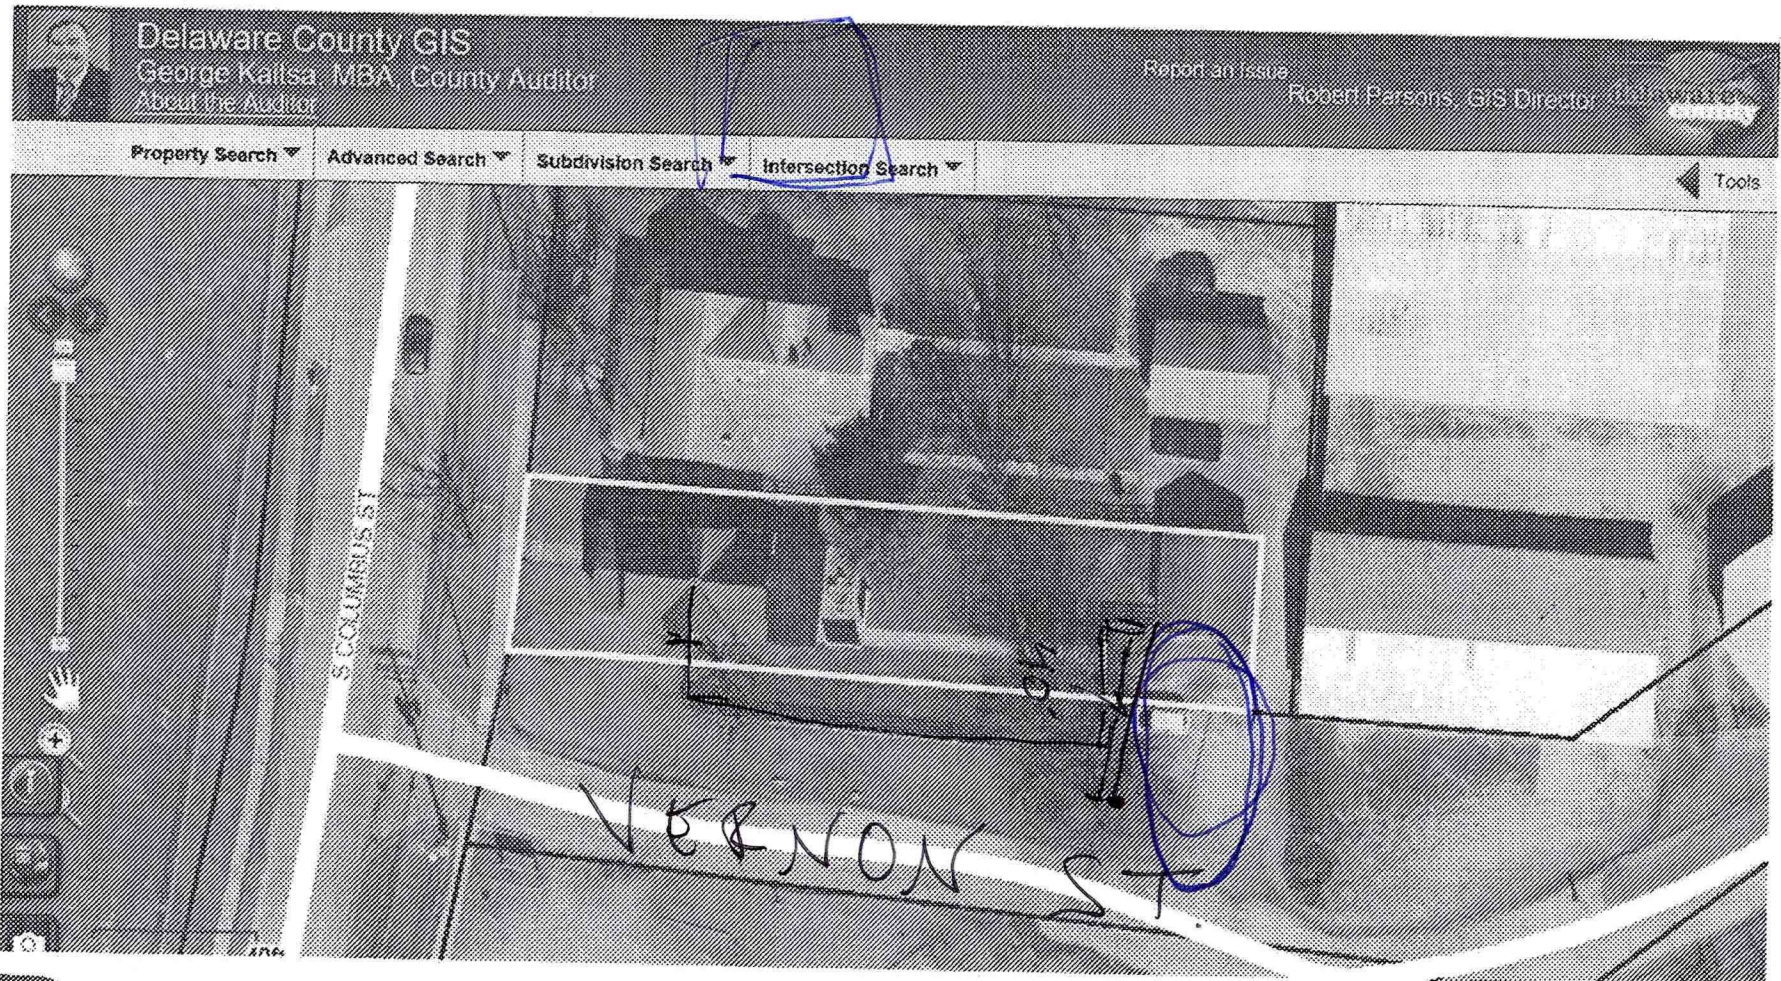 Delaware County GIS
George Kaitsa, MBA, County Auditor
About the Auditor
Report an Issue
Robert Parsons, GIS Director
Property Search
Advanced Search
Subdivision Search
Intersection Search
Tools
S COLUMBUS ST
40'
VERNON ST
40ft